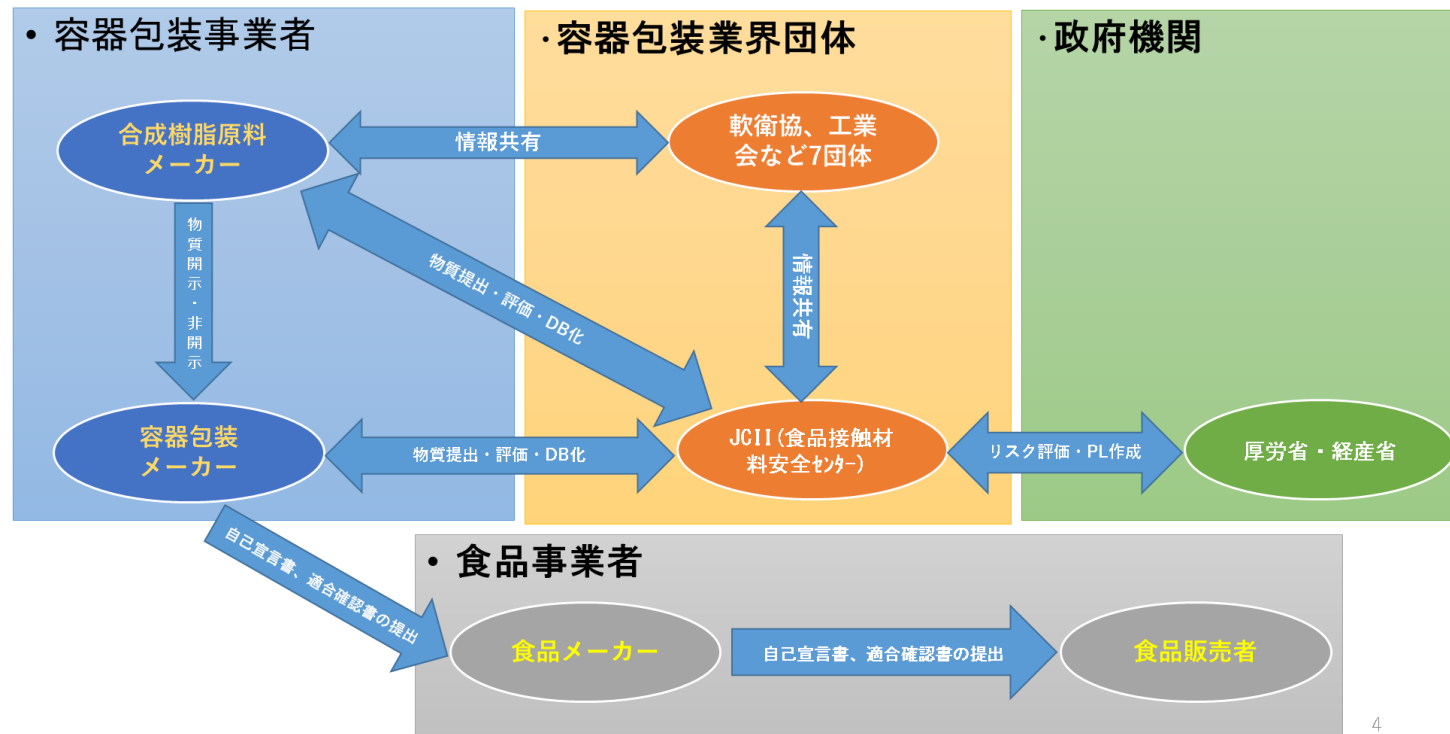 • 容器包装事業者
・容器包装業界団体
・政府機関
合成樹脂原料
メーカー
情報共有
軟衛協、工業
会など7団体
物質開示・非開示
物質提出・評価・DB化
情報共有
容器包装
メーカー
物質提出・評価・DB化
JCII(食品接触材
料安全ｾﾝﾀｰ)
リスク評価・PL作成
厚労省・経産省
自己宣言書、適合確認書の提出
• 食品事業者
食品メーカー
自己宣言書、適合確認書の提出
食品販売者
4